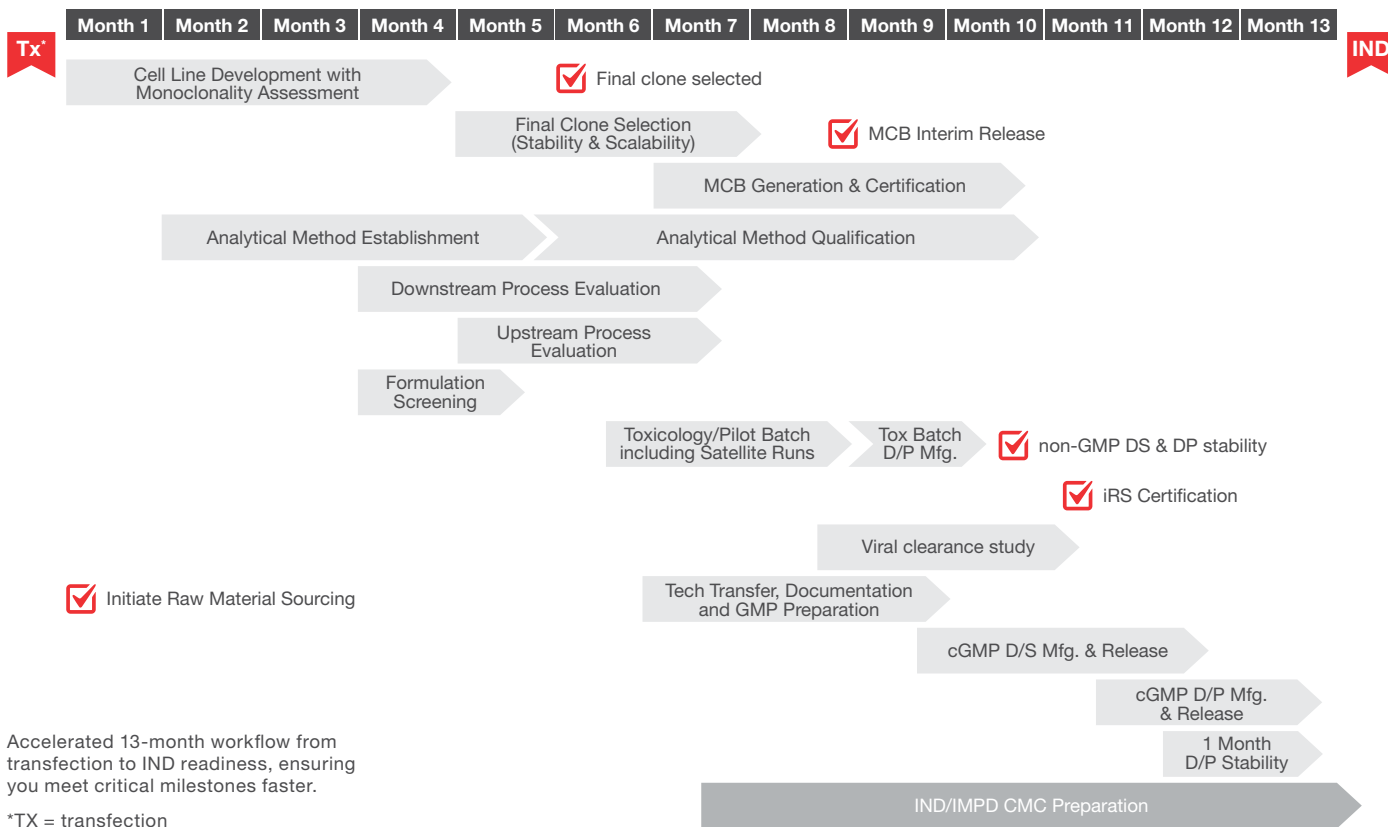 Month 1
Month 2
Month 3
Month 4
Month 5
Month 6
Month 7
Month 8
Month 9
Month 10
Month 11
Month 12
Month 13
Tx*
IND
Cell Line Development with
Monoclonality Assessment
Final clone selected
Final Clone Selection
(Stability & Scalability)
MCB Interim Release
MCB Generation & Certification
Analytical Method Establishment
Analytical Method Qualification
Downstream Process Evaluation
Upstream Process
Evaluation
Formulation
Screening
Toxicology/Pilot Batch
including Satellite Runs
Tox Batch
D/P Mfg.
non-GMP DS & DP stability
iRS Certification
Viral clearance study
Initiate Raw Material Sourcing
Tech Transfer, Documentation
and GMP Preparation
cGMP D/S Mfg. & Release
cGMP D/P Mfg.
& Release
1 Month
D/P Stability
IND/IMPD CMC Preparation
Accelerated 13-month workflow from
transfection to IND readiness, ensuring
you meet critical milestones faster.
*TX = transfection